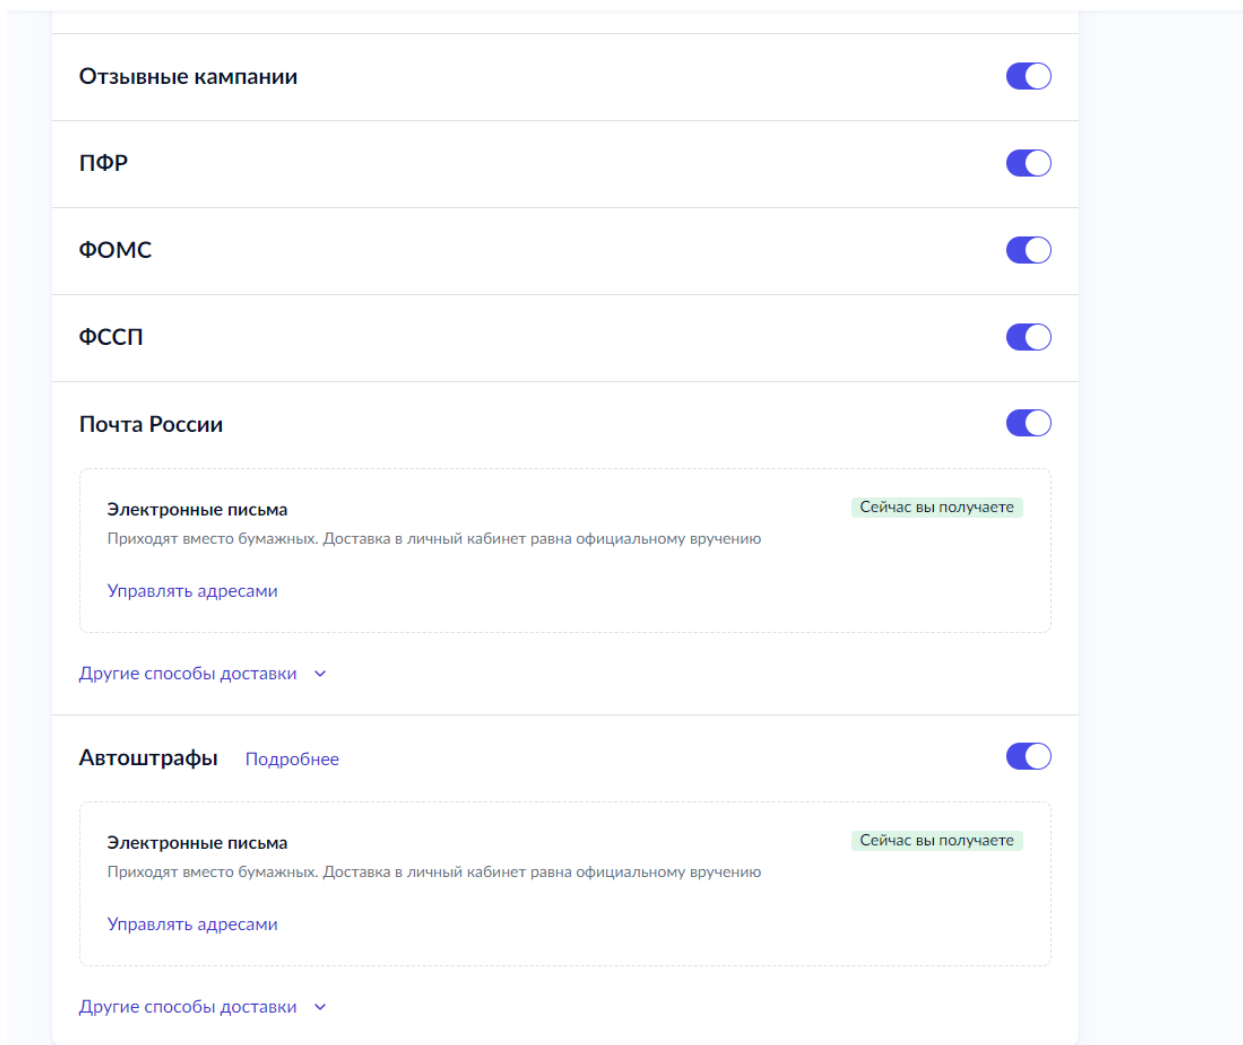 Отзывные кампании
ПФР
ФОМС
ФССП
Почта России
Электронные письма
Сейчас вы получаете
Приходят вместо бумажных. Доставка в личный кабинет равна официальному вручению
Управлять адресами
Другие способы доставки
Автоштрафы Подробнее
Электронные письма
Сейчас вы получаете
Приходят вместо бумажных. Доставка в личный кабинет равна официальному вручению
Управлять адресами
Другие способы доставки